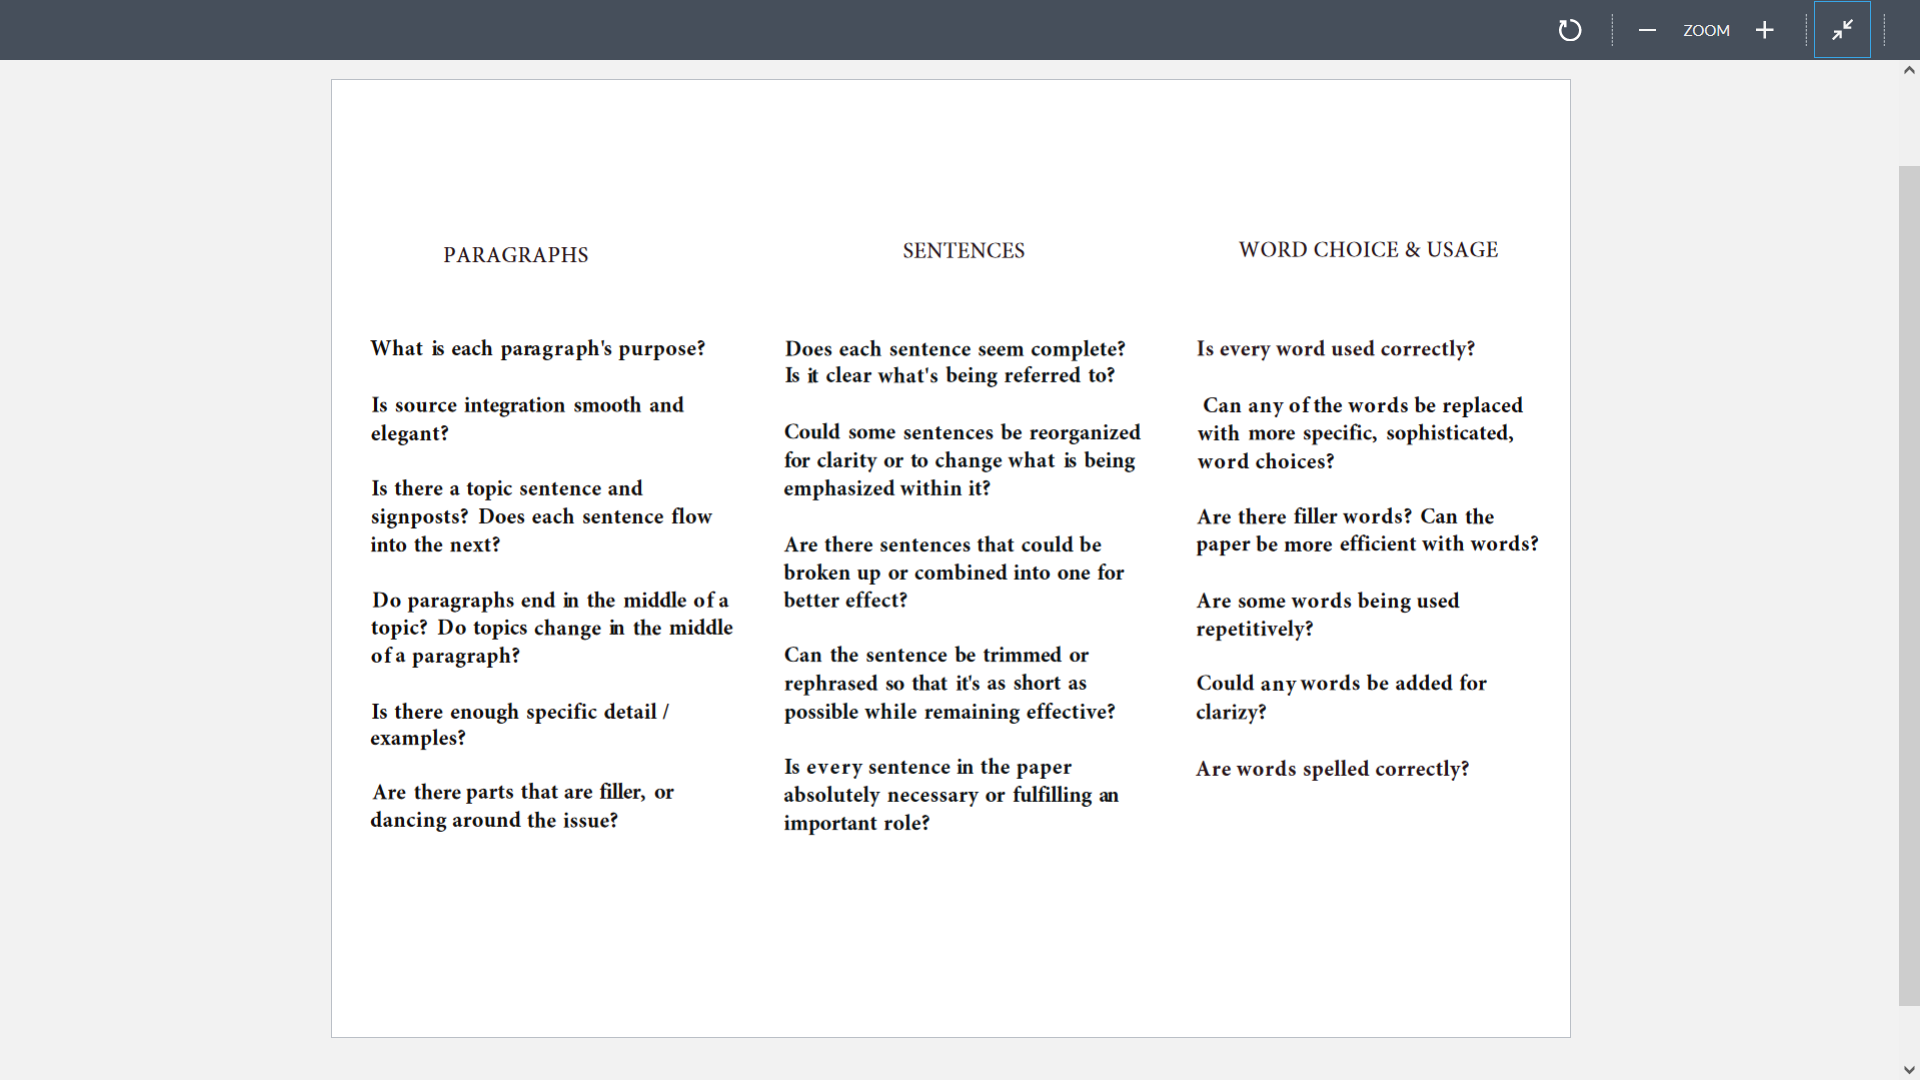 ZOOM
PARAGRAPHS
What is each paragraph's purpose?
Is source integration smooth and
elegant?
Is there a topic sentence and
signposts? Does each sentence flow
into the next?
Do paragraphs end in the middle of a
topic? Do topics change in the middle
of a paragraph?
Is there enough specific detail /
examples?
Are there parts that are filler, or
dancing around the issue?
SENTENCES
Does each sentence seem complete?
Is it clear what's being referred to?
Could some sentences be reorganized
for clarity or to change what is being
emphasized within it?
Are there sentences that could be
broken up or combined into one for
better effect?
Can the sentence be trimmed or
rephrased so that it's as short as
possible while remaining effective?
Is every sentence in the paper
absolutely necessary or fulfilling an
important role?
WORD CHOICE & USAGE
Is every word used correctly?
Can any of the words be replaced
with more specific, sophisticated,
word choices?
Are there filler words? Can the
paper be more efficient with words?
Are some words being used
repetitively?
Could any words be added for
clarizy?
Are words spelled correctly?